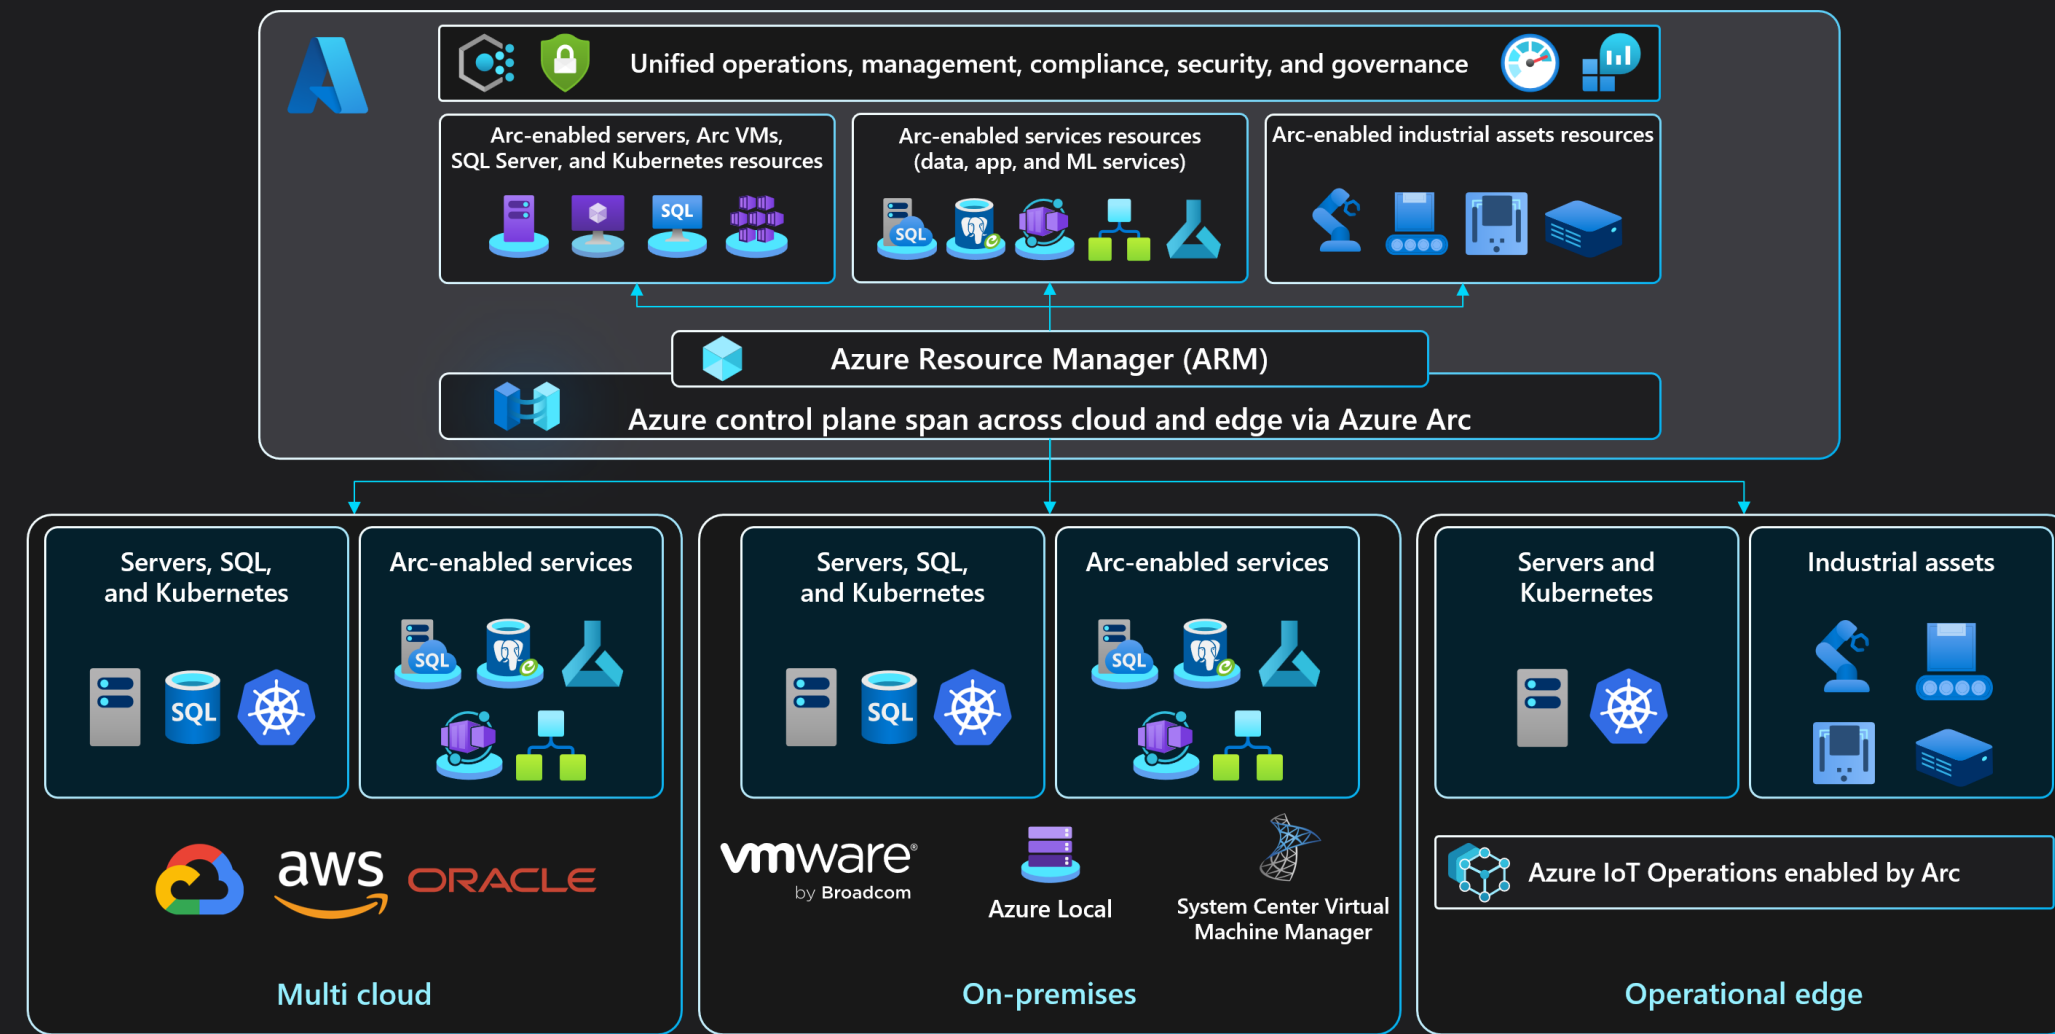 Unified operations, management, compliance, security, and governance
Arc-enabled servers, Arc VMs,
SQL Server, and Kubernetes resources
SQL
Arc-enabled services resources
(data, app, and ML services)
SQL
Arc-enabled industrial assets resources
Azure Resource Manager (ARM)
Azure control plane span across cloud and edge via Azure Arc
Servers, SQL,
and Kubernetes
SQL
Arc-enabled services
SQL
aws
ORACLE
Multi cloud
Servers, SQL,
and Kubernetes
SQL
Arc-enabled services
SQL
vmware®
by Broadcom
Azure Local
System Center Virtual
Machine Manager
On-premises
Servers and
Kubernetes
Industrial assets
Azure IoT Operations enabled by Arc
Operational edge